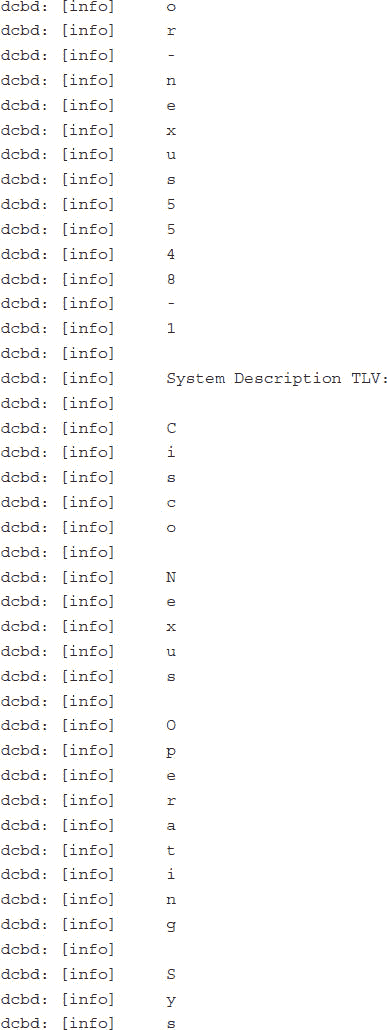 dcbd: [info]     o
dcbd: [info]     r
dcbd: [info]     -
dcbd: [info]     n
dcbd: [info]     e
dcbd: [info]     x
dcbd: [info]     u
dcbd: [info]     s
dcbd: [info]     5
dcbd: [info]     5
dcbd: [info]     4
dcbd: [info]     8
dcbd: [info]     -
dcbd: [info]     1
dcbd: [info]
dcbd: [info]     System Description TLV:
dcbd: [info]
dcbd: [info]     C
dcbd: [info]     i
dcbd: [info]     s
dcbd: [info]     c
dcbd: [info]     o
dcbd: [info]
dcbd: [info]     N
dcbd: [info]     e
dcbd: [info]     x
dcbd: [info]     u
dcbd: [info]     s
dcbd: [info]
dcbd: [info]     O
dcbd: [info]     p
dcbd: [info]     e
dcbd: [info]     r
dcbd: [info]     a
dcbd: [info]     t
dcbd: [info]     i
dcbd: [info]     n
dcbd: [info]     g
dcbd: [info]
dcbd: [info]     S
dcbd: [info]     y
dcbd: [info]     s